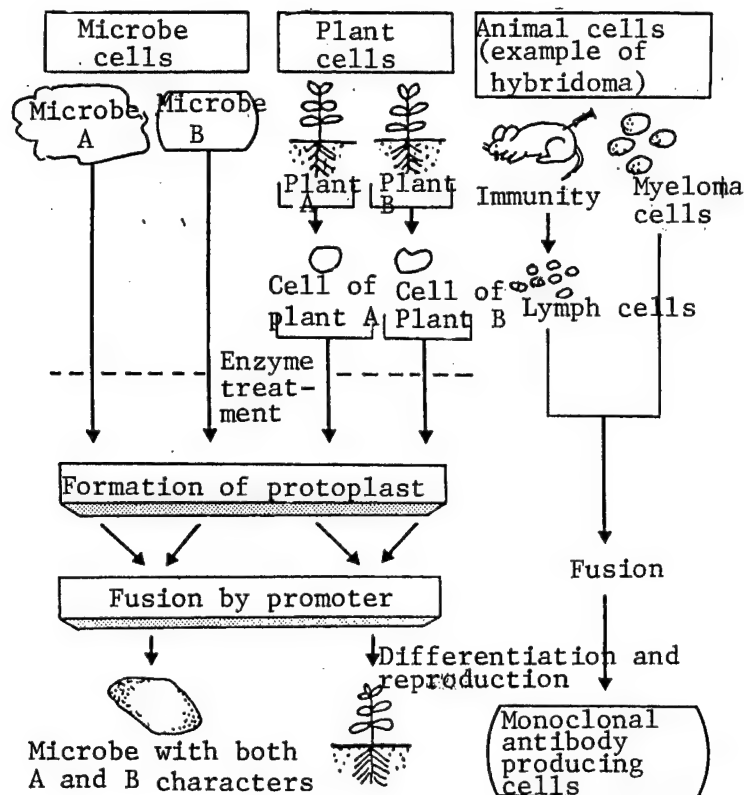 Microbe
cells
Plant
cells
Animal cells
(example of
hybridoma)
Microbe
A
Microbe
B
Plant
A
Plant
B
Immunity
Myeloma
cells
Cell of
plant A
Cell of
Plant B
Lymph cells
Enzyme
treat-
ment
Formation of protoplast
Fusion by promoter
Fusion
Differentiation and
reproduction
Microbe with both
A and B characters
Monoclonal
antibody
producing
cells